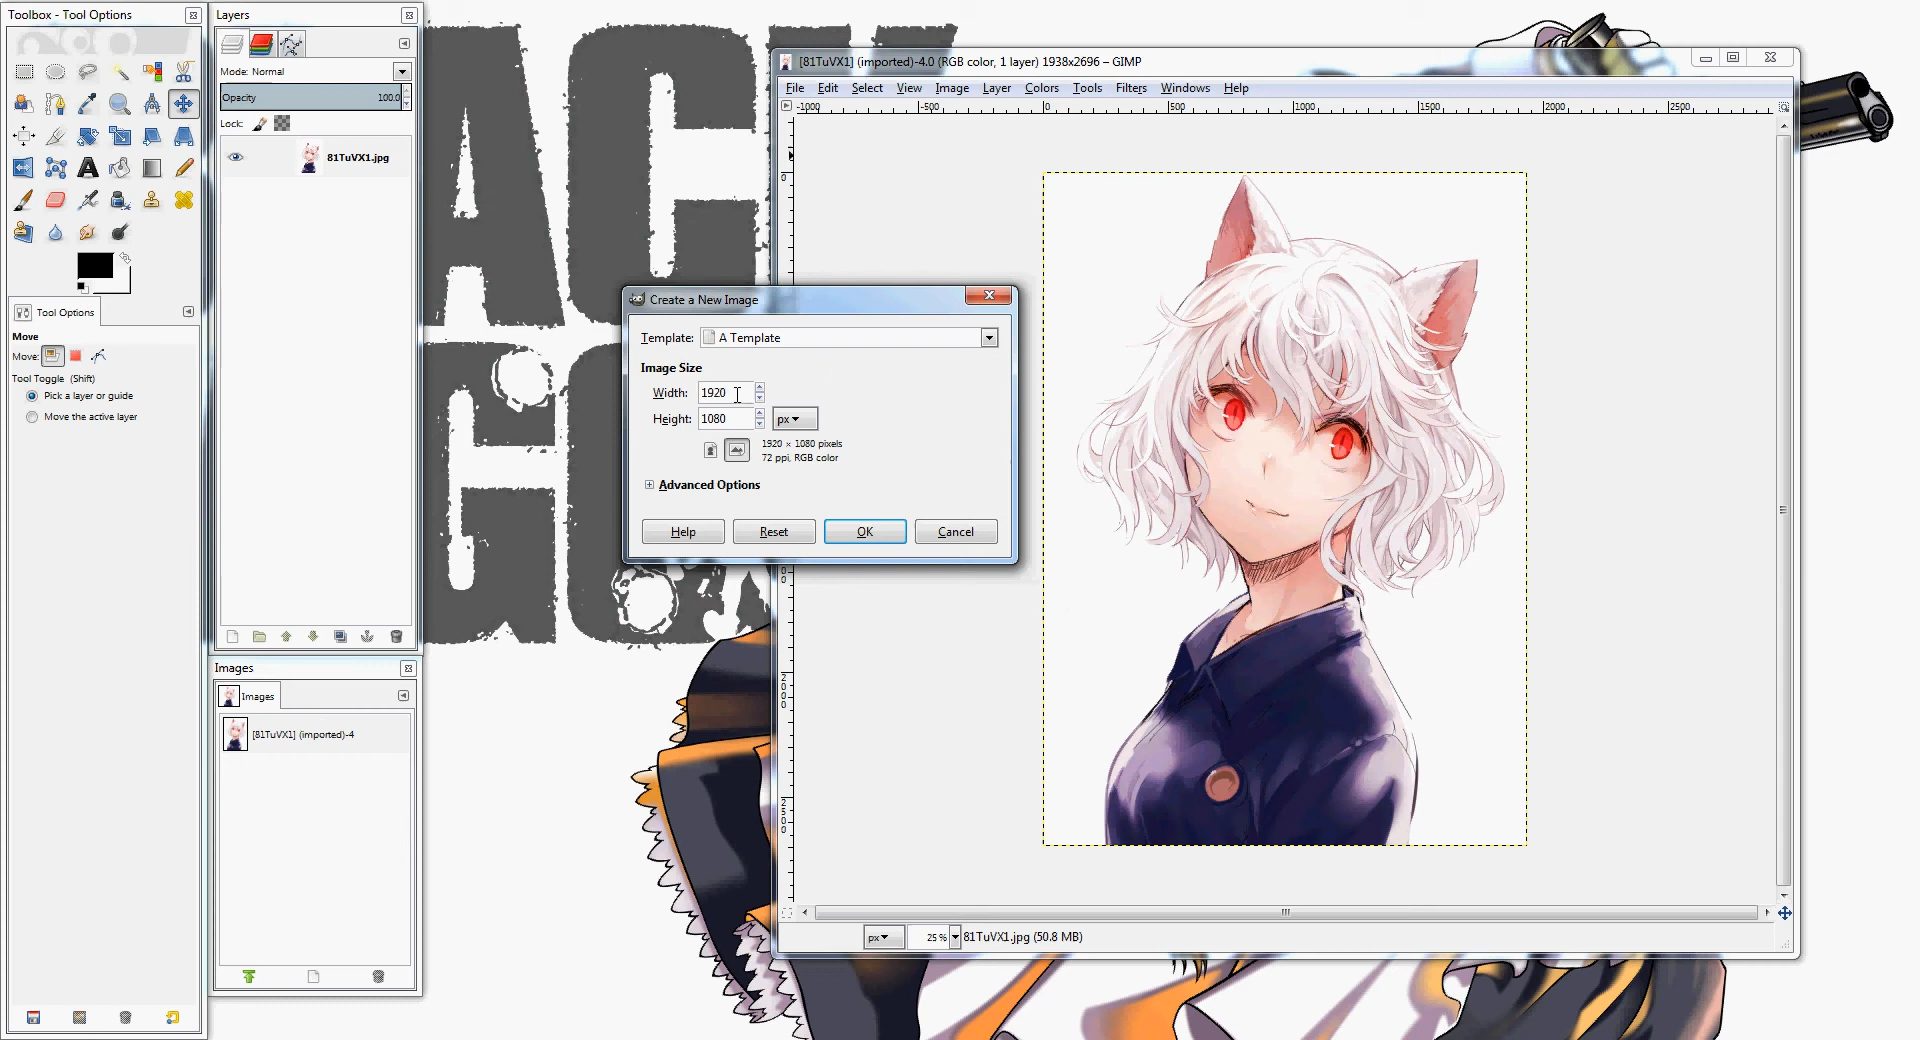 Toolbox - Tool Options
Tool Options
Move
Move:
Tool Toggle  (Shift)
Pick a layer or guide
Move the active layer
Layers
Mode: Normal
Opacity 100.0
Lock:
81TuVX1.jpg
Images
Images
[81TuVX1] (imported)-4
ACK
[81TuVX1] (imported)-4.0 (RGB color, 1 layer) 1938x2696 – GIMP
File Edit Select View Image Layer Colors Tools Filters Windows Help
-1000 -500 0 500 1000 1500 2000 2500
0
2000
2500
Create a New Image
Template: A Template
Image Size
Width: 1920
Height: 1080 px
1920 × 1080 pixels
72 ppi, RGB color
Advanced Options
Help Reset OK Cancel
px 25 % 81TuVX1.jpg (50.8 MB)